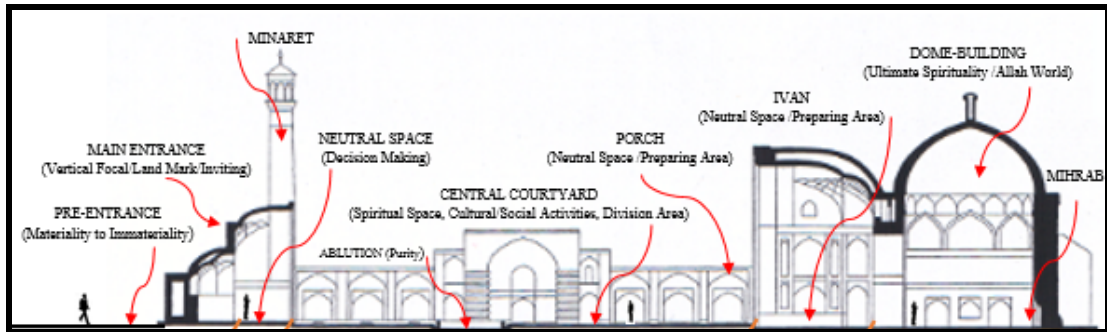 MINARET
DOME-BUILDING
(Ultimate Spirituality /Allah World)
IVAN
(Neutral Space /Preparing Area)
NEUTRAL SPACE
(Decision Making)
PORCH
(Neutral Space /Preparing Area)
MAIN ENTRANCE
(Vertical Focal/Land Mark/Inviting)
MIHRAB
CENTRAL COURTYARD
(Spiritual Space, Cultural/Social Activities, Division Area)
PRE-ENTRANCE
(Materiality to Immateriality)
ABLUTION (Purity)